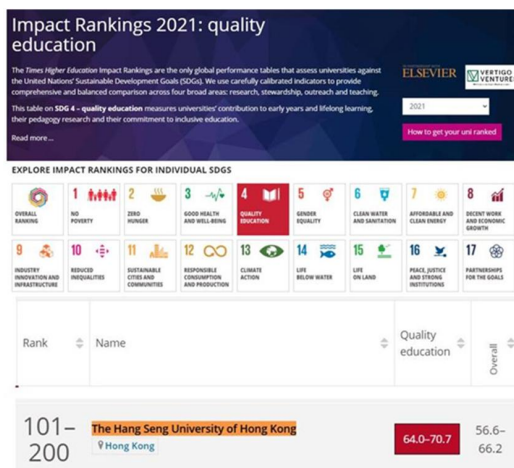 Impact Rankings 2021: quality
education
The Times Higher Education Impact Rankings are the only global performance tables that assess universities against
the United Nations' Sustainable Development Goals (SDGs). We use carefully calibrated indicators to provide
comprehensive and balanced comparison across four broad areas: research, stewardship, outreach and teaching.
This table on SDG 4 – quality education measures universities' contribution to early years and lifelong learning,
their pedagogy research and their commitment to inclusive education.
Read more...
ELSEVIER
VERTIGO
VENTURES
2021
How to get your uni ranked
EXPLORE IMPACT RANKINGS FOR INDIVIDUAL SDGS
OVERALL
RANKING
1
NO
POVERTY
2
ZERO
HUNGER
3
GOOD HEALTH
AND WELL-BEING
4
QUALITY
EDUCATION
5
GENDER
EQUALITY
6
CLEAN WATER
AND SANITATION
7
AFFORDABLE AND
CLEAN ENERGY
8
DECENT WORK
AND ECONOMIC
GROWTH
9
INDUSTRY
INNOVATION AND
INFRASTRUCTURE
10
REDUCED
INEQUALITIES
11
SUSTAINABLE
CITIES AND
COMMUNITIES
12
RESPONSIBLE
CONSUMPTION
AND PRODUCTION
13
CLIMATE
ACTION
14
LIFE
BELOW WATER
15
LIFE
ON LAND
16
PEACE, JUSTICE
AND STRONG
INSTITUTIONS
17
PARTNERSHIPS
FOR THE GOALS
Rank
Name
Quality
education
Overall
101–
200
The Hang Seng University of Hong Kong
Hong Kong
64.0–70.7
56.6–
66.2